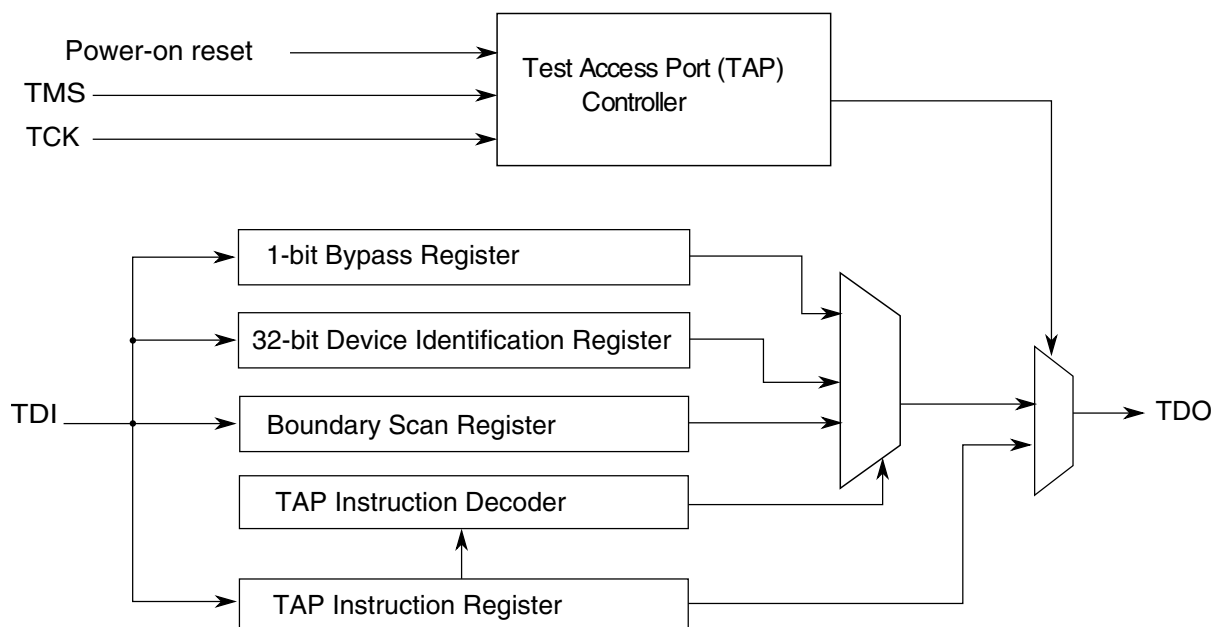 Power-on reset
TMS
TCK
Test Access Port (TAP)
Controller
1-bit Bypass Register
32-bit Device Identification Register
TDI
Boundary Scan Register
TDO
TAP Instruction Decoder
TAP Instruction Register